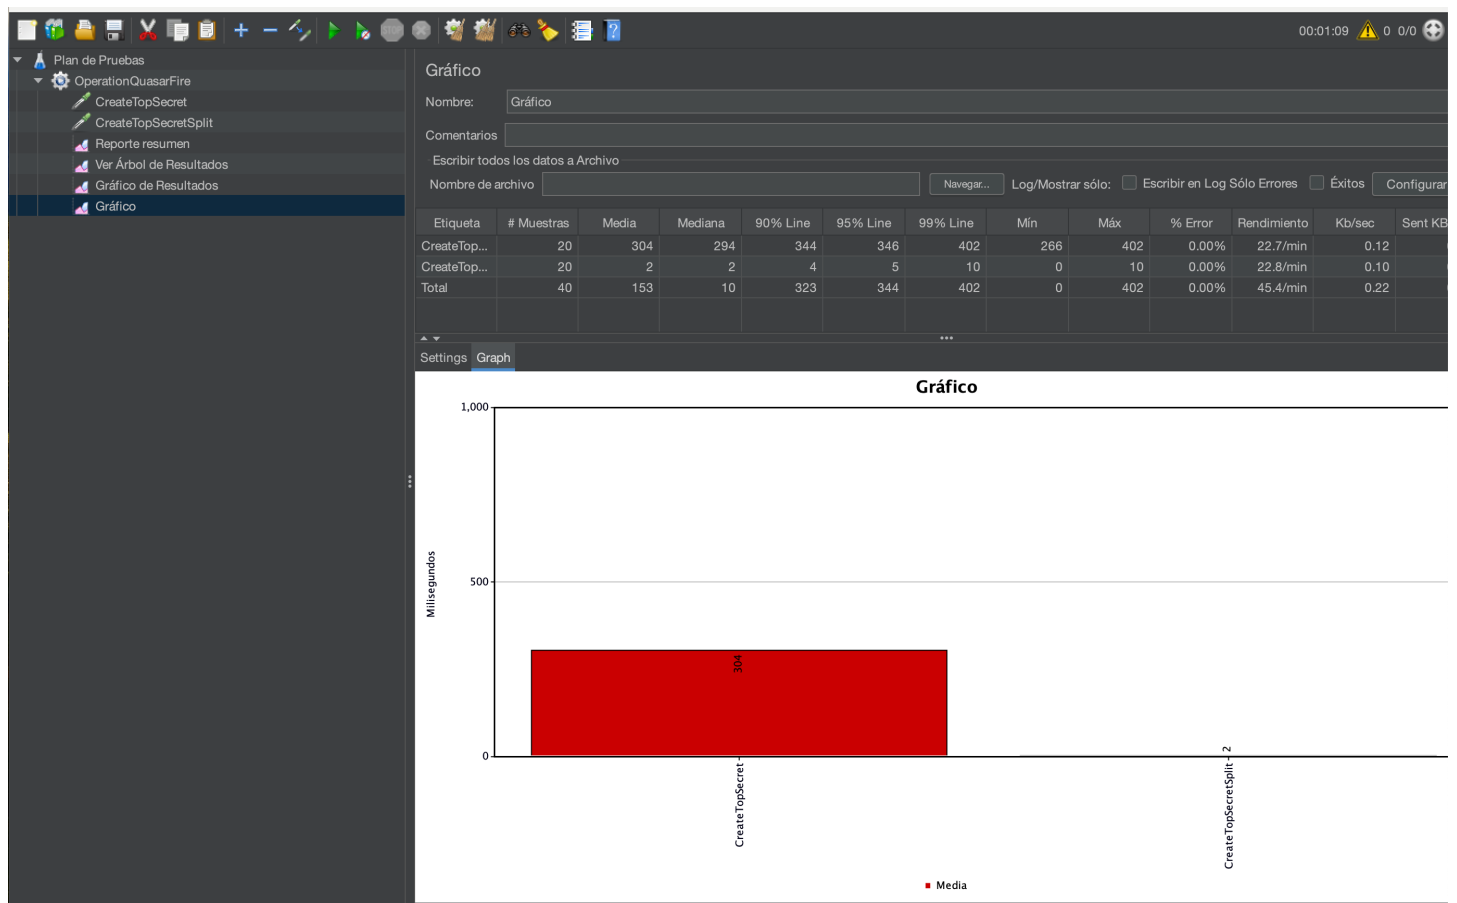 STOP
00:01:09 0 0/0
Plan de Pruebas
OperationQuasarFire
CreateTopSecret
CreateTopSecretSplit
Reporte resumen
Ver Árbol de Resultados
Gráfico de Resultados
Gráfico
Gráfico
Nombre: Gráfico
Comentarios
Escribir todos los datos a Archivo
Nombre de archivo Navegar... Log/Mostrar sólo: Escribir en Log Sólo Errores Éxitos Configurar
Etiqueta # Muestras Media Mediana 90% Line 95% Line 99% Line Mín Máx % Error Rendimiento Kb/sec Sent KB
CreateTop... 20 304 294 344 346 402 266 402 0.00% 22.7/min 0.12
CreateTop... 20 2 2 4 5 10 0 10 0.00% 22.8/min 0.10
Total 40 153 10 323 344 402 0 402 0.00% 45.4/min 0.22
Settings Graph
Gráfico
1,000
500
0
Milisegundos
304
2
CreateTopSecret
CreateTopSecretSplit
Media